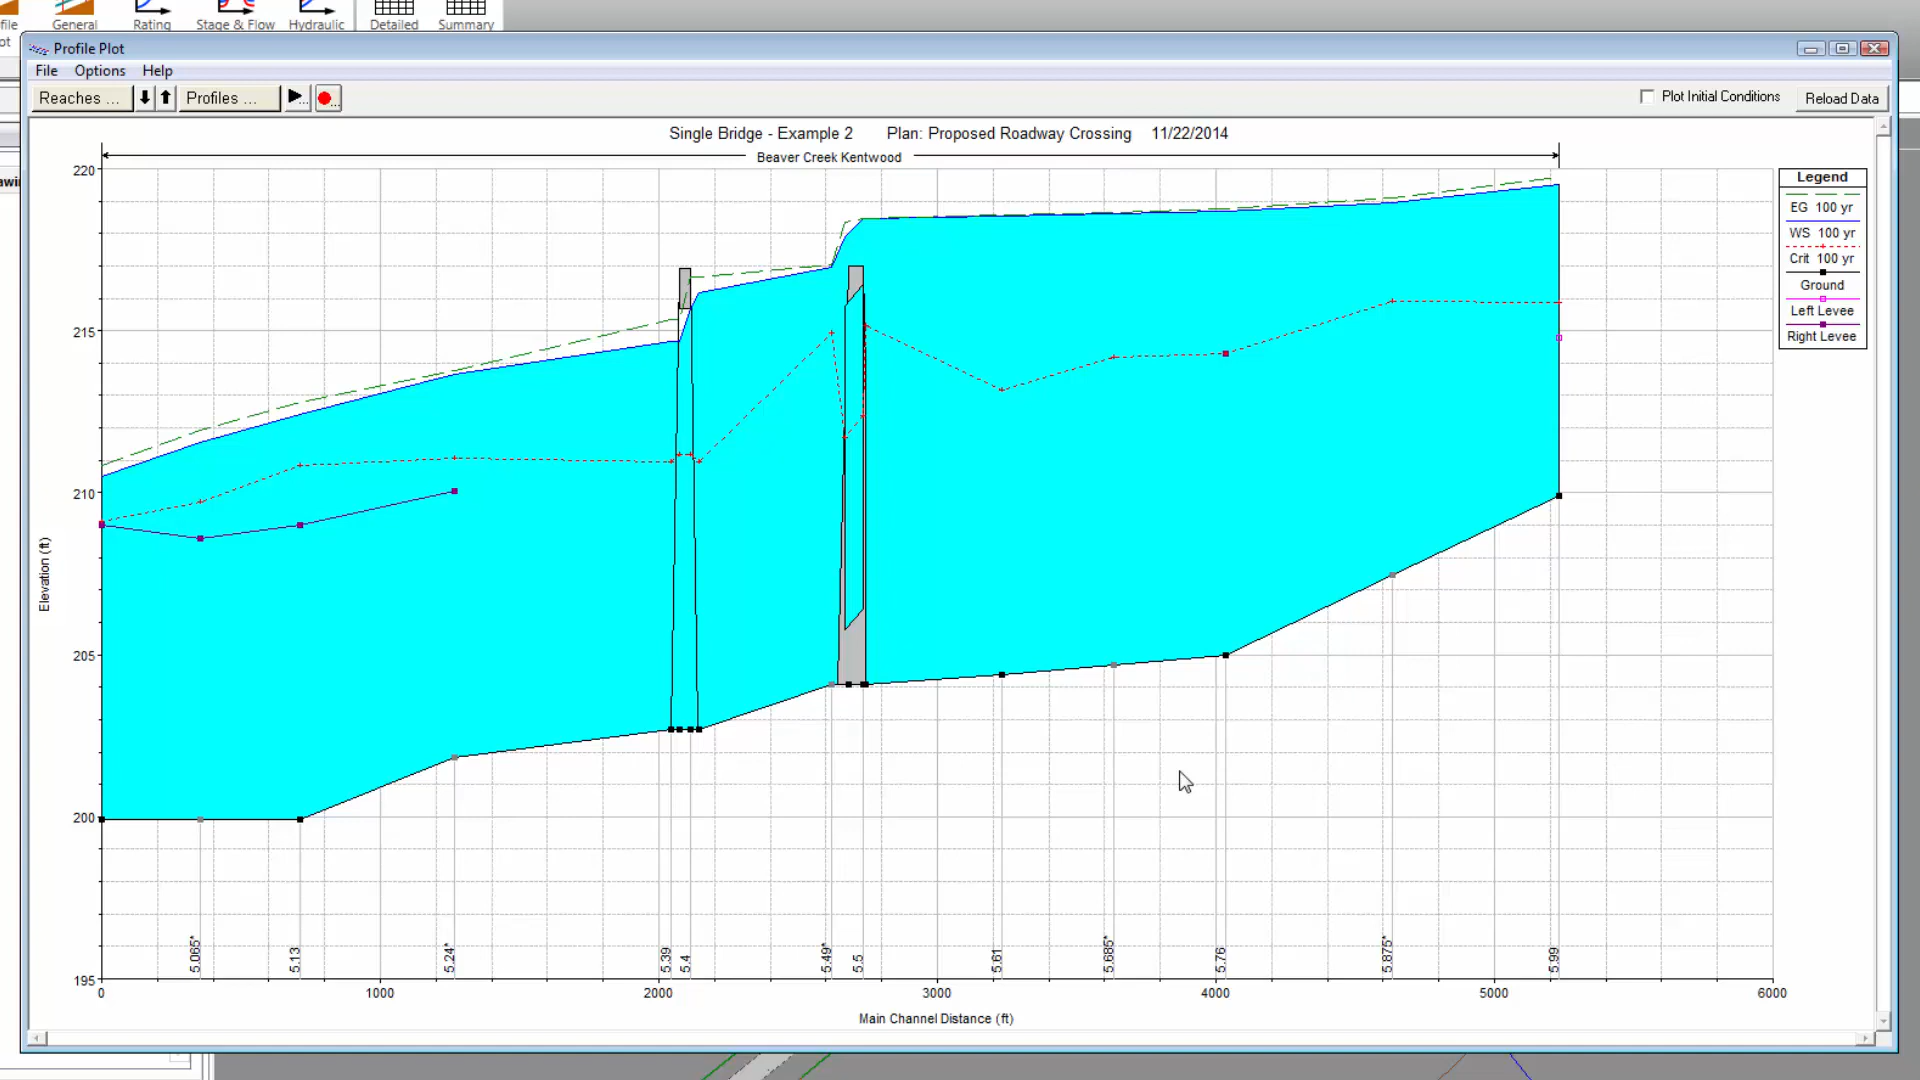 file
General
Rating
Stage & Flow
Hydraulic
Detailed
Summary
ot
Profile Plot
File Options Help
Reaches ...
Profiles ...
Plot Initial Conditions
Reload Data
Single Bridge - Example 2 Plan: Proposed Roadway Crossing 11/22/2014
Beaver Creek Kentwood
awin
220
215
210
205
200
195
Elevation (ft)
Legend
EG 100 yr
WS 100 yr
Crit 100 yr
Ground
Left Levee
Right Levee
5.065*
5.13
5.24*
5.39
5.4
5.49*
5.5
5.61
5.685*
5.76
5.875*
5.99
0 1000 2000 3000 4000 5000 6000
Main Channel Distance (ft)